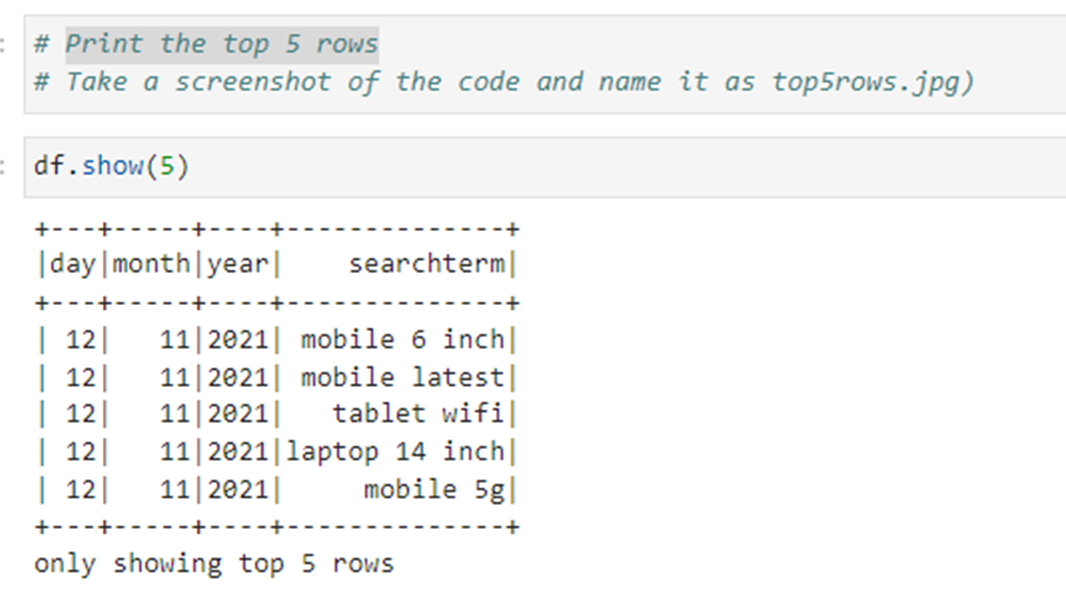 # Print the top 5 rows
# Take a screenshot of the code and name it as top5rows.jpg)
df.show(5)
+---+-----+----+--------------+
|day|month|year|    searchterm|
+---+-----+----+--------------+
| 12|   11|2021| mobile 6 inch|
| 12|   11|2021| mobile latest|
| 12|   11|2021|   tablet wifi|
| 12|   11|2021|laptop 14 inch|
| 12|   11|2021|     mobile 5g|
+---+-----+----+--------------+
only showing top 5 rows